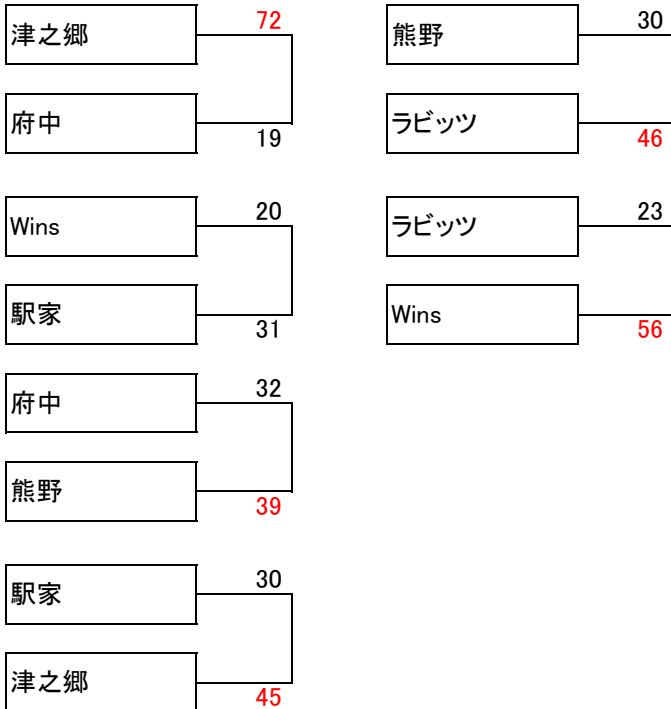 津之郷 72
府中 19
Wins 20
駅家 31
府中 32
熊野 39
駅家 30
津之郷 45
熊野 30
ラビッツ 46
ラビッツ 23
Wins 56